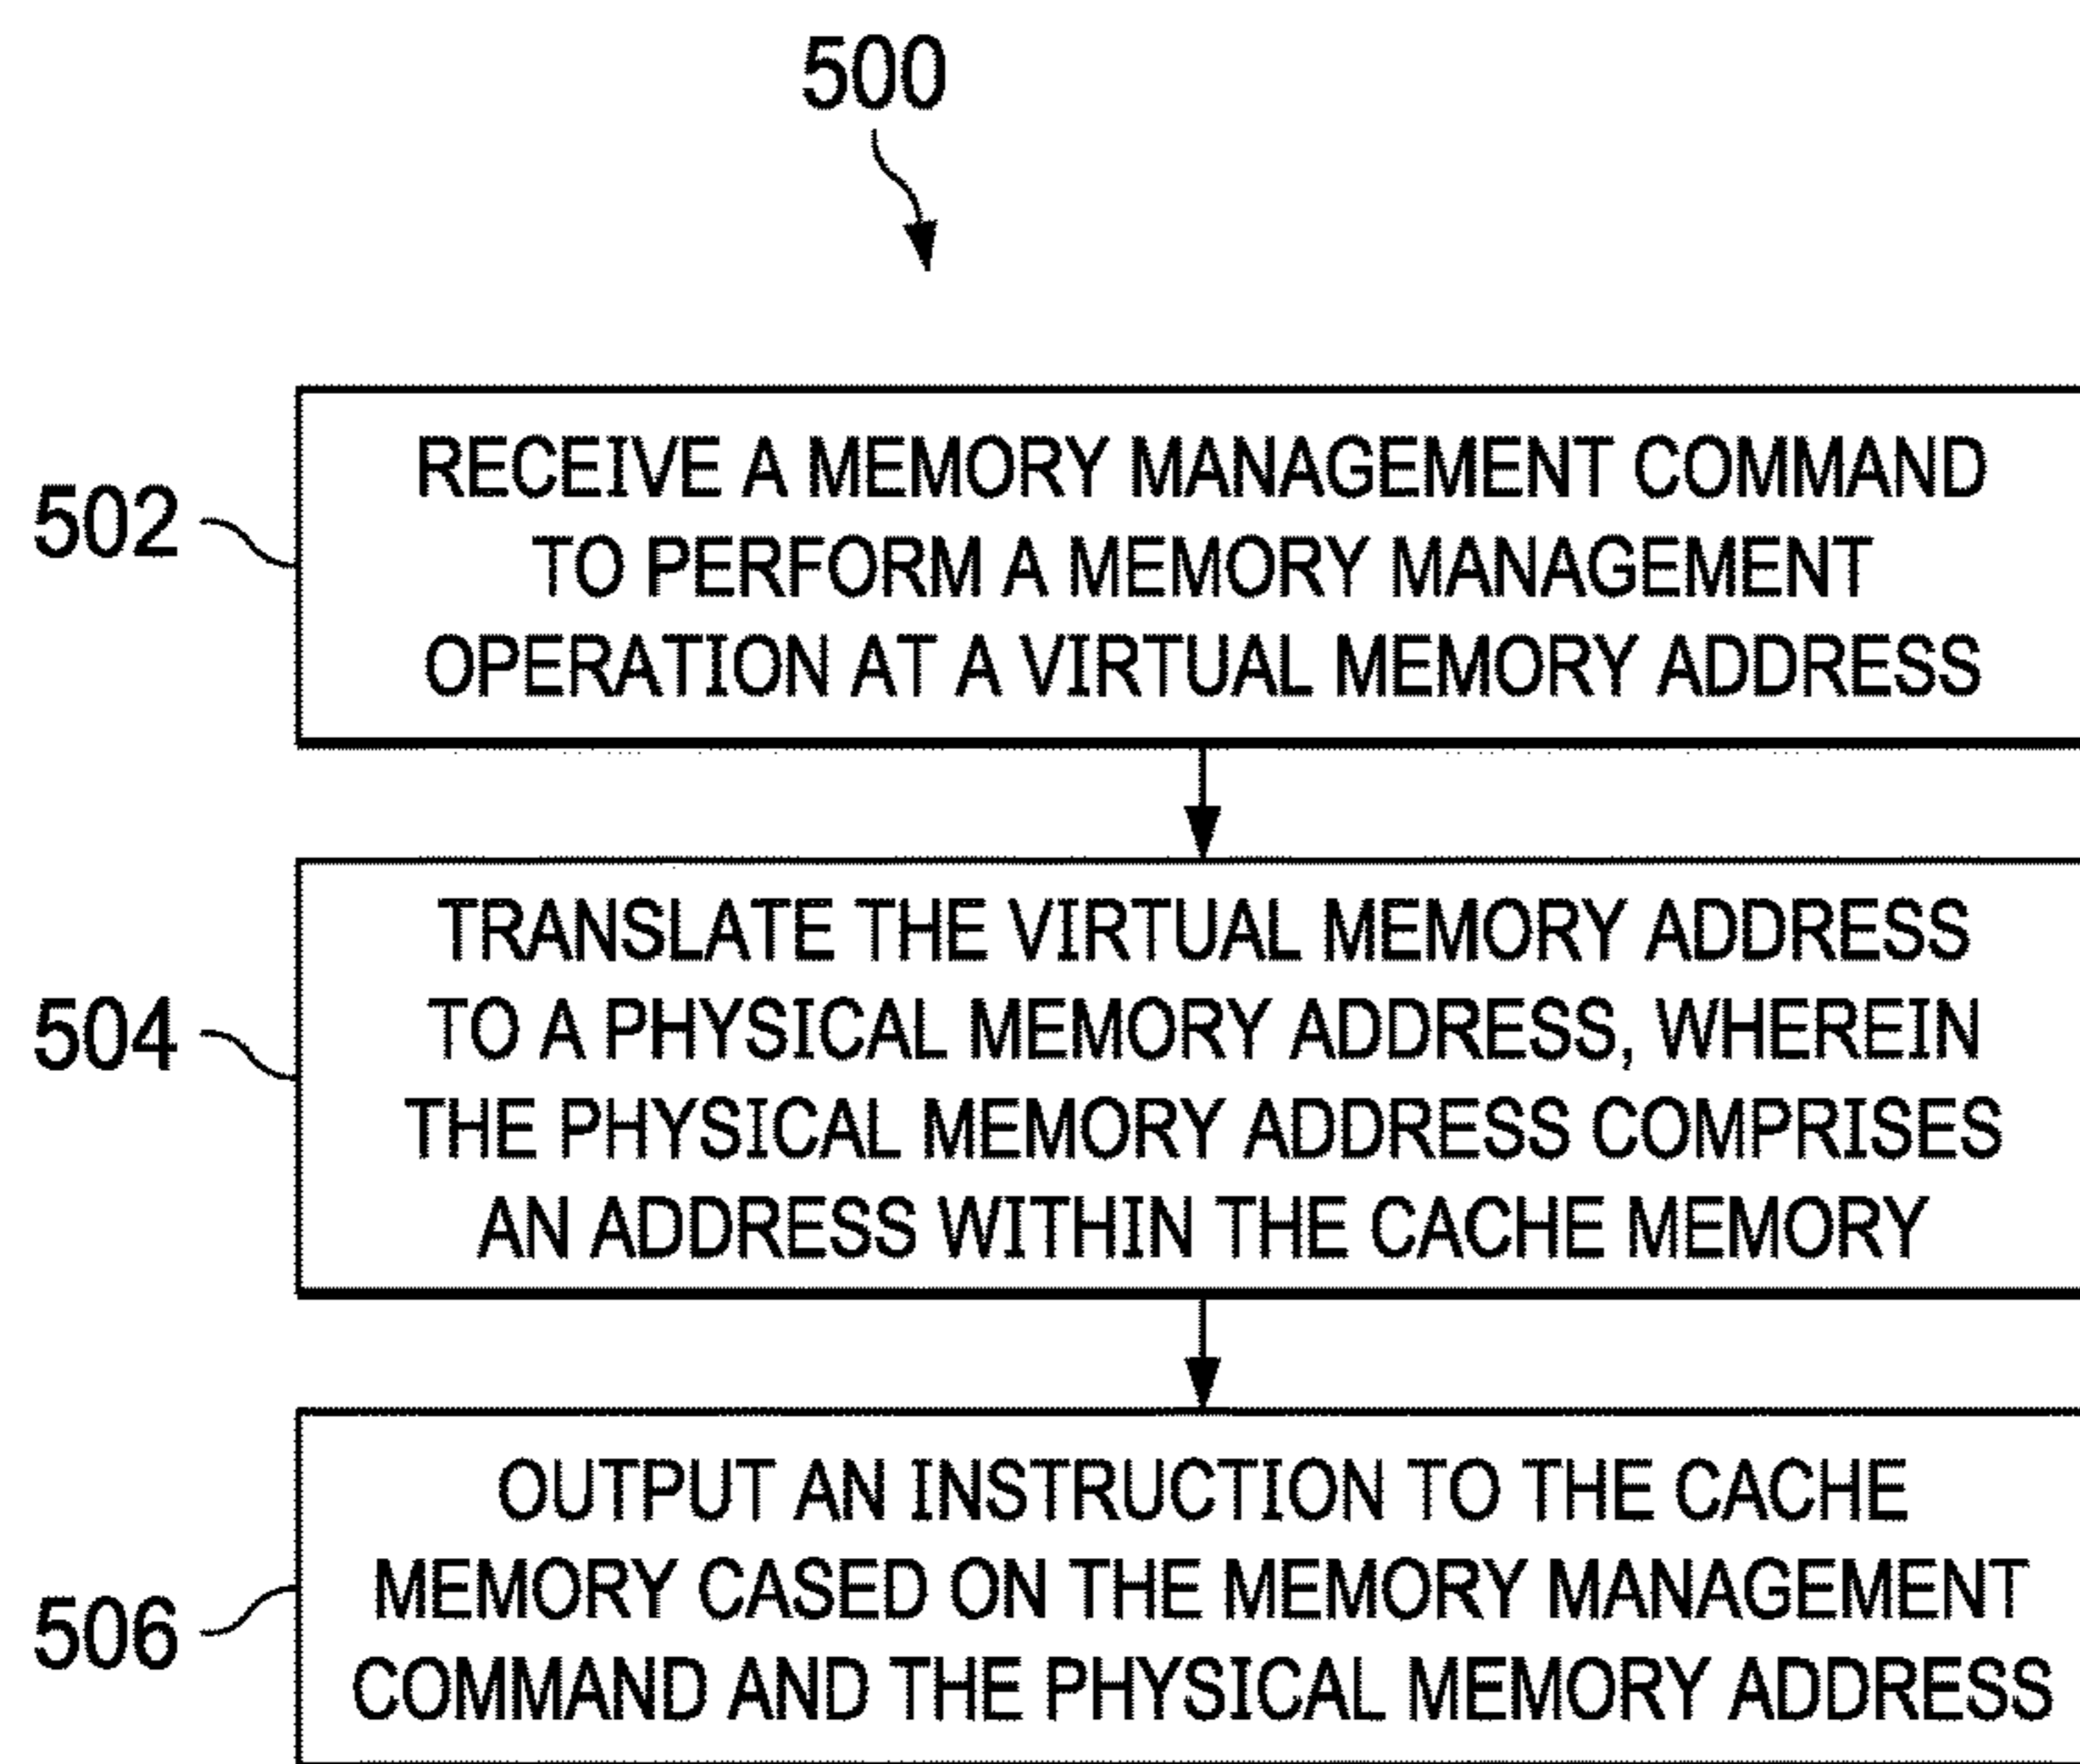 500
502
RECEIVE A MEMORY MANAGEMENT COMMAND
TO PERFORM A MEMORY MANAGEMENT
OPERATION AT A VIRTUAL MEMORY ADDRESS
504
TRANSLATE THE VIRTUAL MEMORY ADDRESS
TO A PHYSICAL MEMORY ADDRESS, WHEREIN
THE PHYSICAL MEMORY ADDRESS COMPRISES
AN ADDRESS WITHIN THE CACHE MEMORY
506
OUTPUT AN INSTRUCTION TO THE CACHE
MEMORY CASED ON THE MEMORY MANAGEMENT
COMMAND AND THE PHYSICAL MEMORY ADDRESS